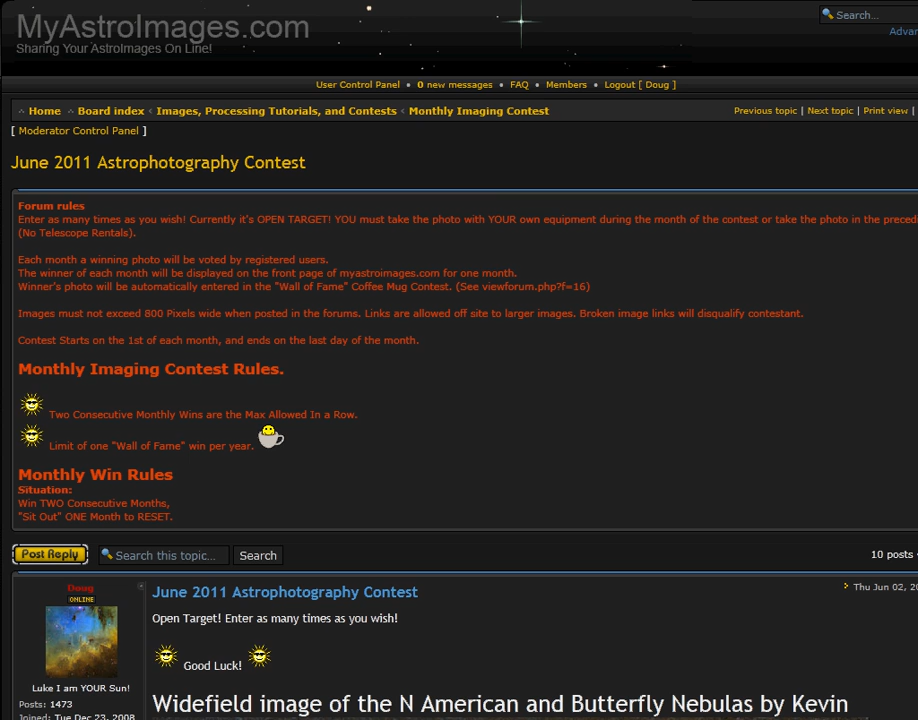 MyAstroImages.com
Sharing Your AstroImages On Line!
Search...
User Control Panel • 0 new messages • FAQ • Members • Logout [ Doug ]
Home Board index ‹ Images, Processing Tutorials, and Contests ‹ Monthly Imaging Contest
Previous topic | Next topic | Print view |
[ Moderator Control Panel ]
June 2011 Astrophotography Contest
Forum rules
Enter as many times as you wish! Currently it's OPEN TARGET! YOU must take the photo with YOUR own equipment during the month of the contest or take the photo in the
(No Telescope Rentals).
Each month a winning photo will be voted by registered users.
The winner of each month will be displayed on the front page of myastroimages.com for one month.
Winner's photo will be automatically entered in the "Wall of Fame" Coffee Mug Contest. (See viewforum.php?f=16)
Images must not exceed 800 Pixels wide when posted in the forums. Links are allowed off site to larger images. Broken image links will disqualify contestant.
Contest Starts on the 1st of each month, and ends on the last day of the month.
Monthly Imaging Contest Rules.
Two Consecutive Monthly Wins are the Max Allowed In a Row.
Limit of one "Wall of Fame" win per year.
Monthly Win Rules
Situation:
Win TWO Consecutive Months,
"Sit Out" ONE Month to RESET.
Post Reply
Search this topic...
Search
10 posts
Doug
ONLINE
Luke I am YOUR Sun!
Posts: 1473
Joined: Tue Dec 23, 2008
June 2011 Astrophotography Contest
Thu Jun 02,
Open Target! Enter as many times as you wish!
Good Luck!
Widefield image of the N American and Butterfly Nebulas by Kevin